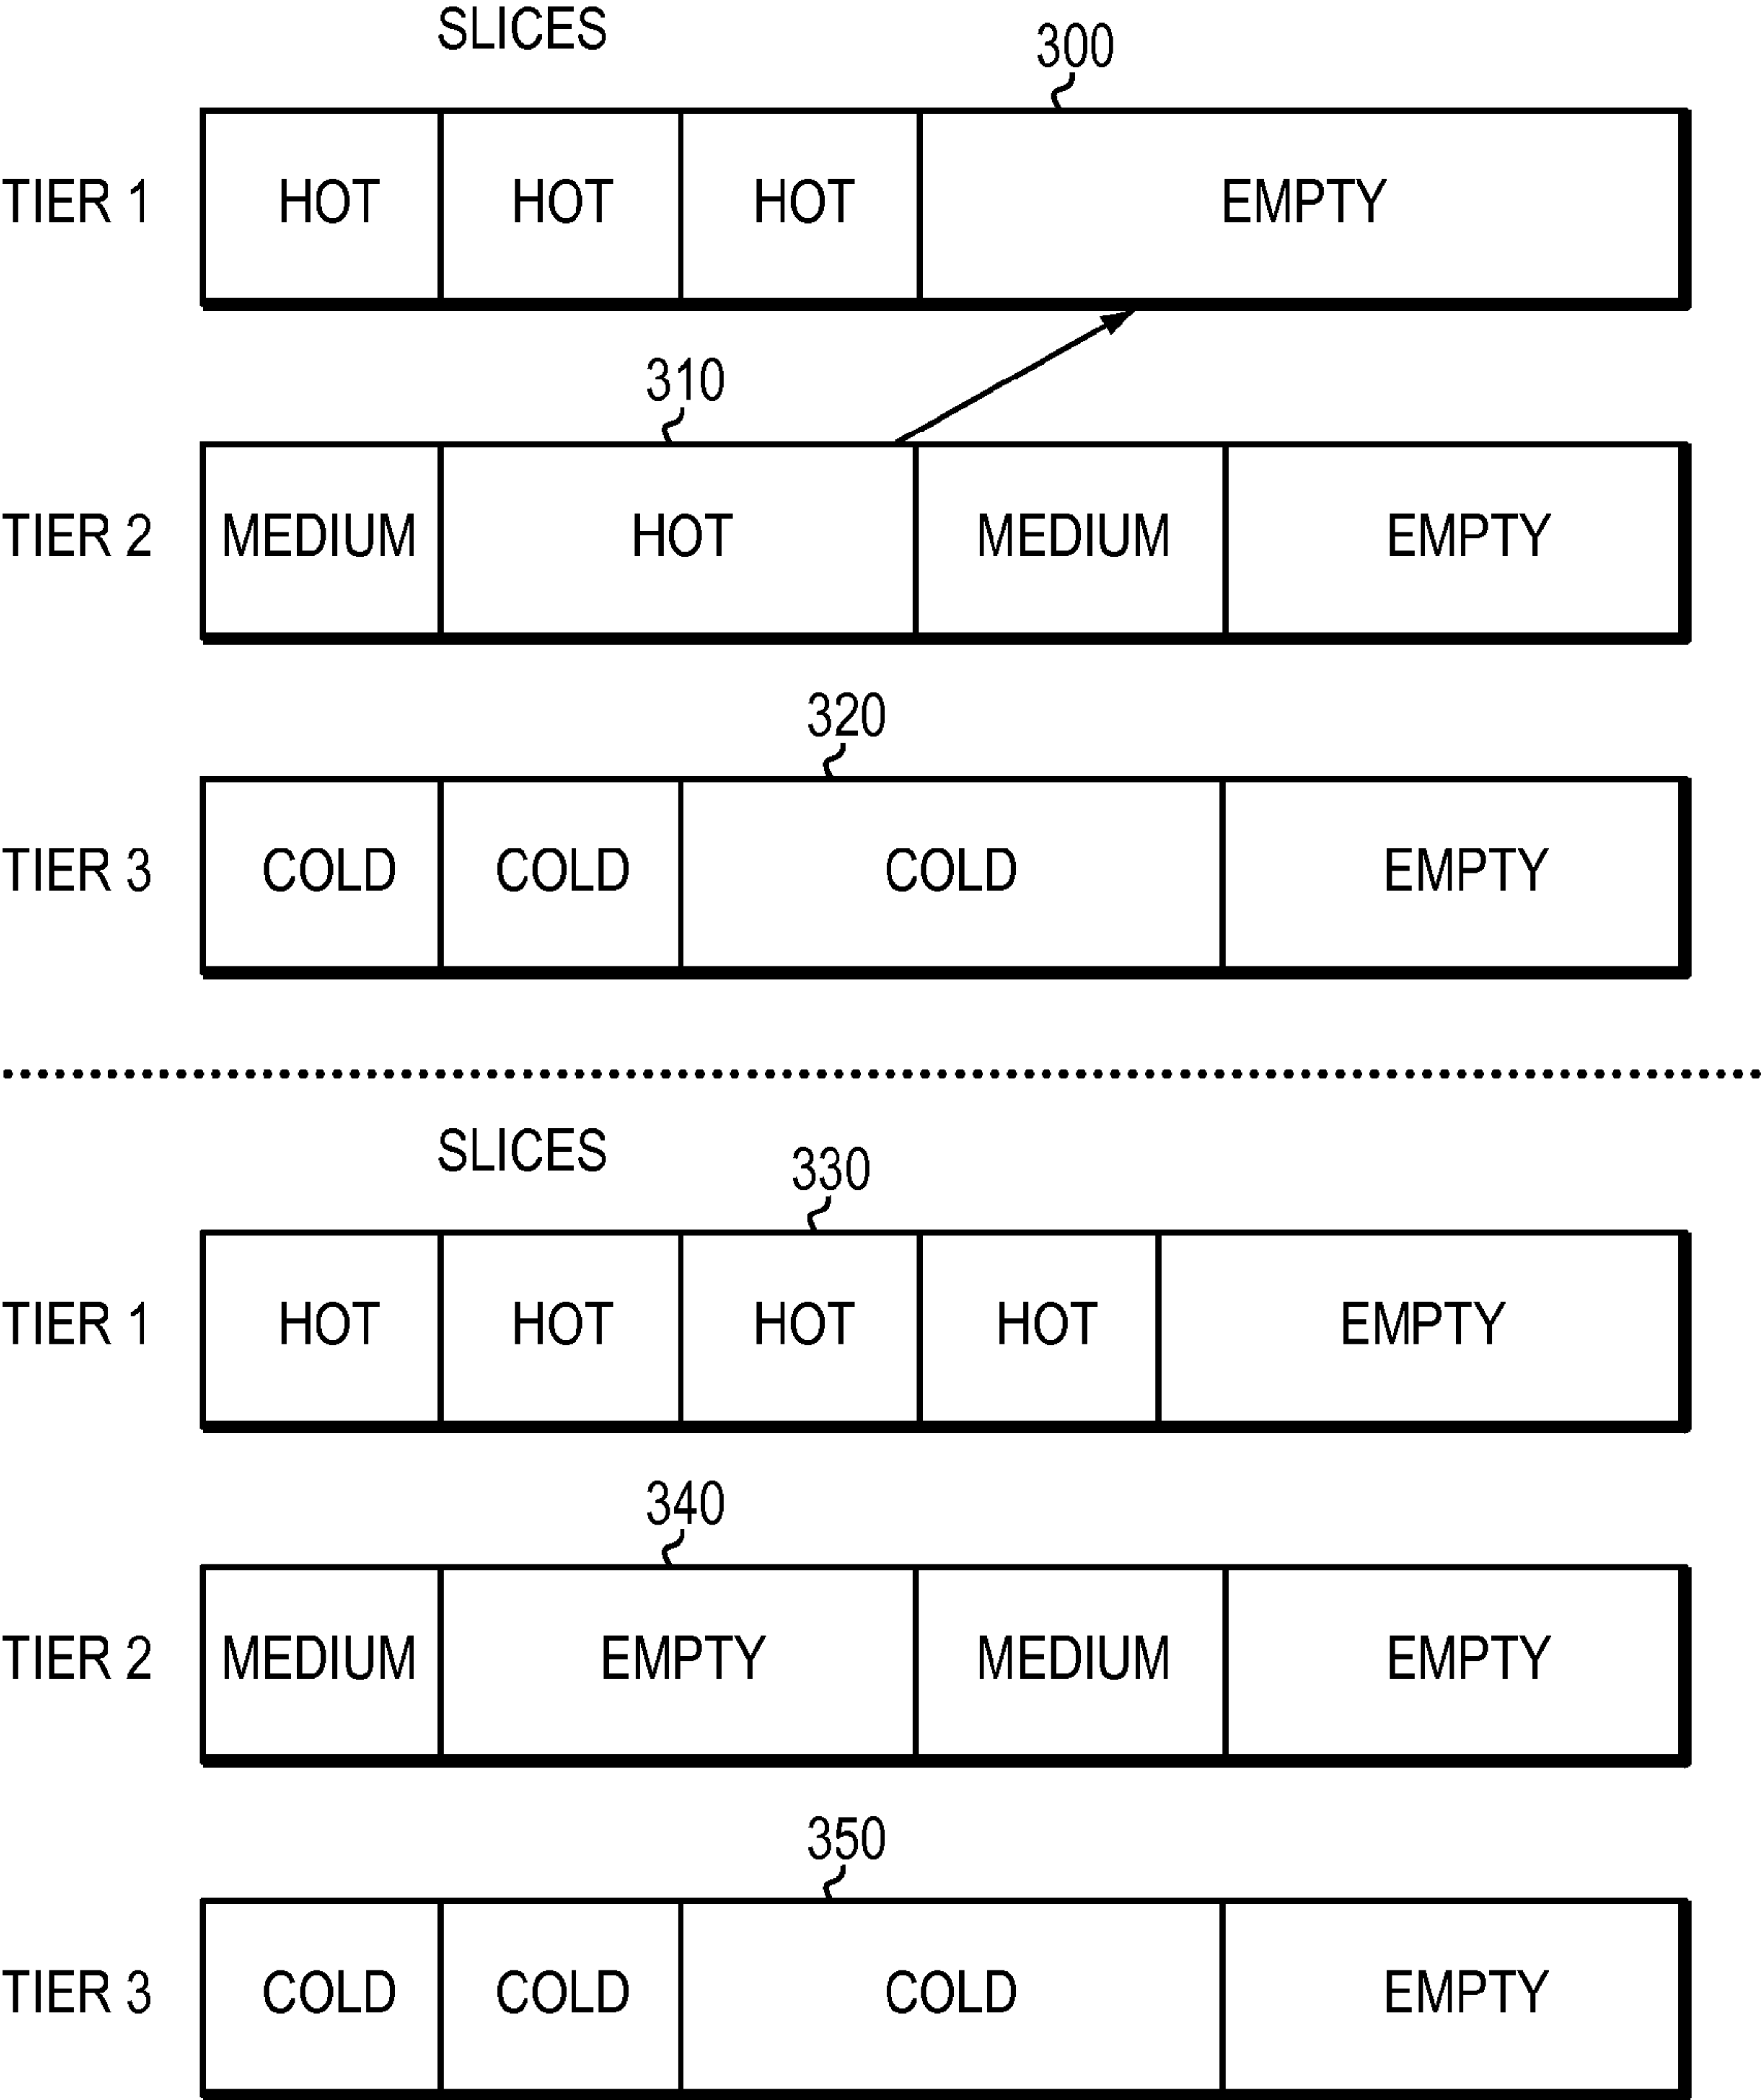 SLICES
300
TIER 1 HOT HOT HOT EMPTY
310
TIER 2 MEDIUM HOT MEDIUM EMPTY
320
TIER 3 COLD COLD COLD EMPTY
SLICES
330
TIER 1 HOT HOT HOT HOT EMPTY
340
TIER 2 MEDIUM EMPTY MEDIUM EMPTY
350
TIER 3 COLD COLD COLD EMPTY